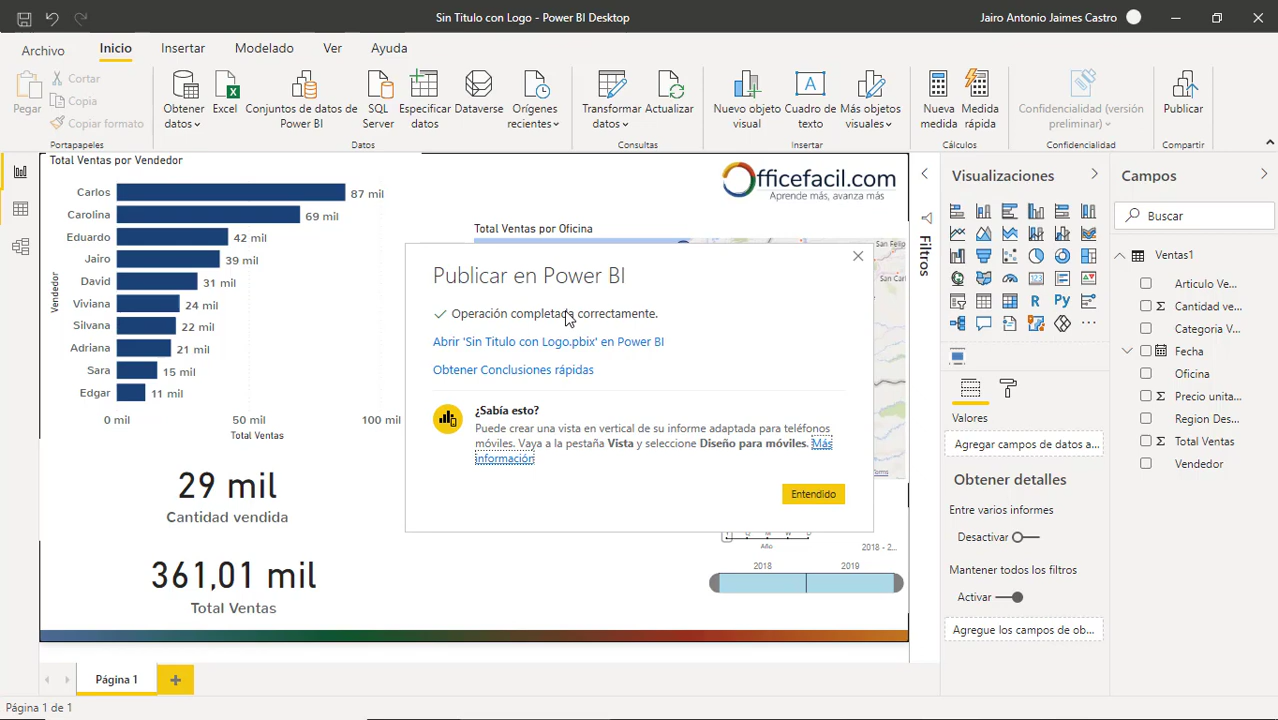 Sin Titulo con Logo - Power BI Desktop
Jairo Antonio Jaimes Castro
Archivo
Inicio
Insertar
Modelado
Ver
Ayuda
Pegar
Cortar
Copia
Copiar formato
Obtener datos
Excel
Conjuntos de datos de Power BI
SQL Server
Especificar datos
Dataverse
Orígenes recientes
Transformar datos
Actualizar
Nuevo objeto visual
Cuadro de texto
Más objetos visuales
Nueva medida
Medida rápida
Confidencialidad (versión preliminar)
Publicar
Portapapeles
Datos
Consultas
Insertar
Cálculos
Confidencialidad
Compartir
Total Ventas por Vendedor
Vendedor
Carlos 87 mil
Carolina 69 mil
Eduardo 42 mil
Jairo 39 mil
David 31 mil
Viviana 24 mil
Silvana 22 mil
Adriana 21 mil
Sara 15 mil
Edgar 11 mil
0 mil 50 mil 100 mil
Total Ventas
29 mil
Cantidad vendida
361,01 mil
Total Ventas
Officefacil.com
Aprende más, avanza más
Total Ventas por Oficina
San Felip
San Carl
Terms
Publicar en Power BI
Operación completada correctamente.
Abrir 'Sin Titulo con Logo.pbix' en Power BI
Obtener Conclusiones rápidas
¿Sabía esto?
Puede crear una vista en vertical de su informe adaptada para teléfonos
móviles. Vaya a la pestaña Vista y seleccione Diseño para móviles. Más
información
Entendido
Año
2018 - 2...
2018 2019
Filtros
Visualizaciones
R
Py
Valores
Agregar campos de datos a...
Obtener detalles
Entre varios informes
Desactivar
Mantener todos los filtros
Activar
Agregue los campos de ob...
Campos
Buscar
Ventas1
Articulo Ve...
Cantidad ve...
Categoria V...
Fecha
Oficina
Precio unita...
Region Des...
Total Ventas
Vendedor
Página 1
Página 1 de 1